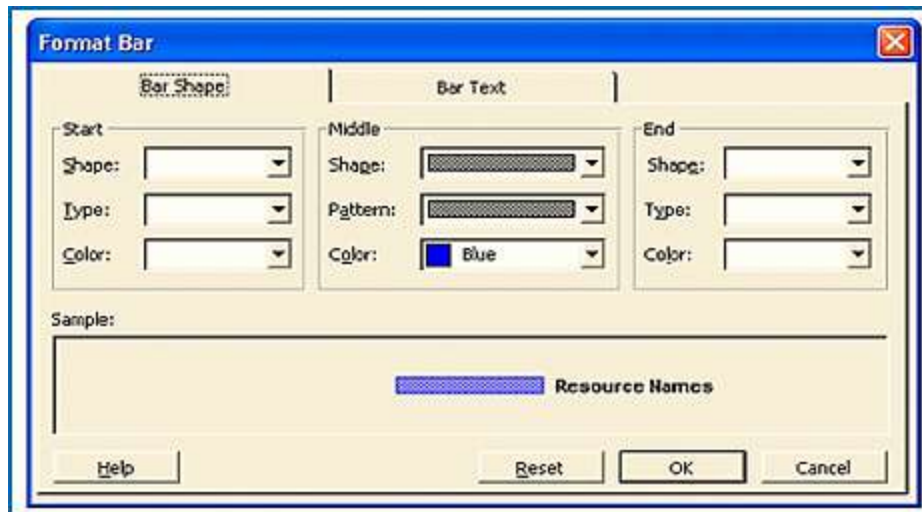 Format Bar
Bar Shape
Bar Text
Start
Shape:
Type:
Color:
Middle
Shape:
Pattern:
Color: Blue
End
Shape:
Type:
Color:
Sample:
Resource Names
Help
Reset
OK
Cancel